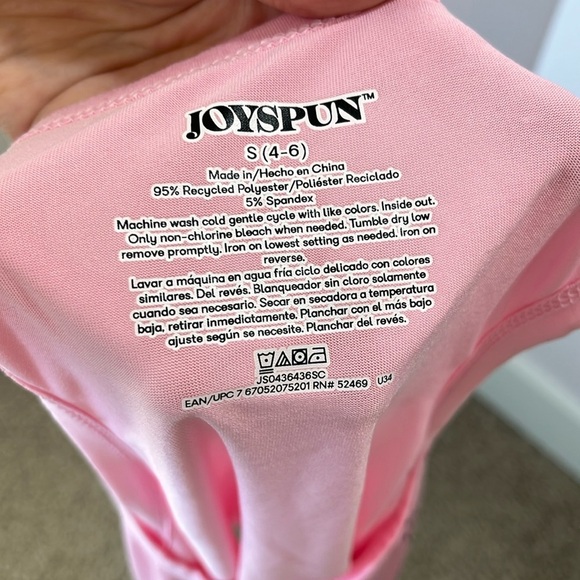 JOYSPUN™
S (4-6)
Made in/Hecho en China
95% Recycled Polyester/Poliéster Reciclado
5% Spandex
Machine wash cold gentle cycle with like colors. Inside out.
Only non-chlorine bleach when needed. Tumble dry low
remove promptly. Iron on lowest setting as needed. Iron on
reverse.
Lavar a máquina en agua fría ciclo delicado con colores
similares. Del revés. Blanqueador sin cloro solamente
cuando sea necesario. Secar en secadora a temperatura
baja, retirar inmediatamente. Planchar con el más bajo
ajuste según se necesite. Planchar del revés.
JS0436436SC
EAN/UPC 7 67052075201 RN# 52469 U34